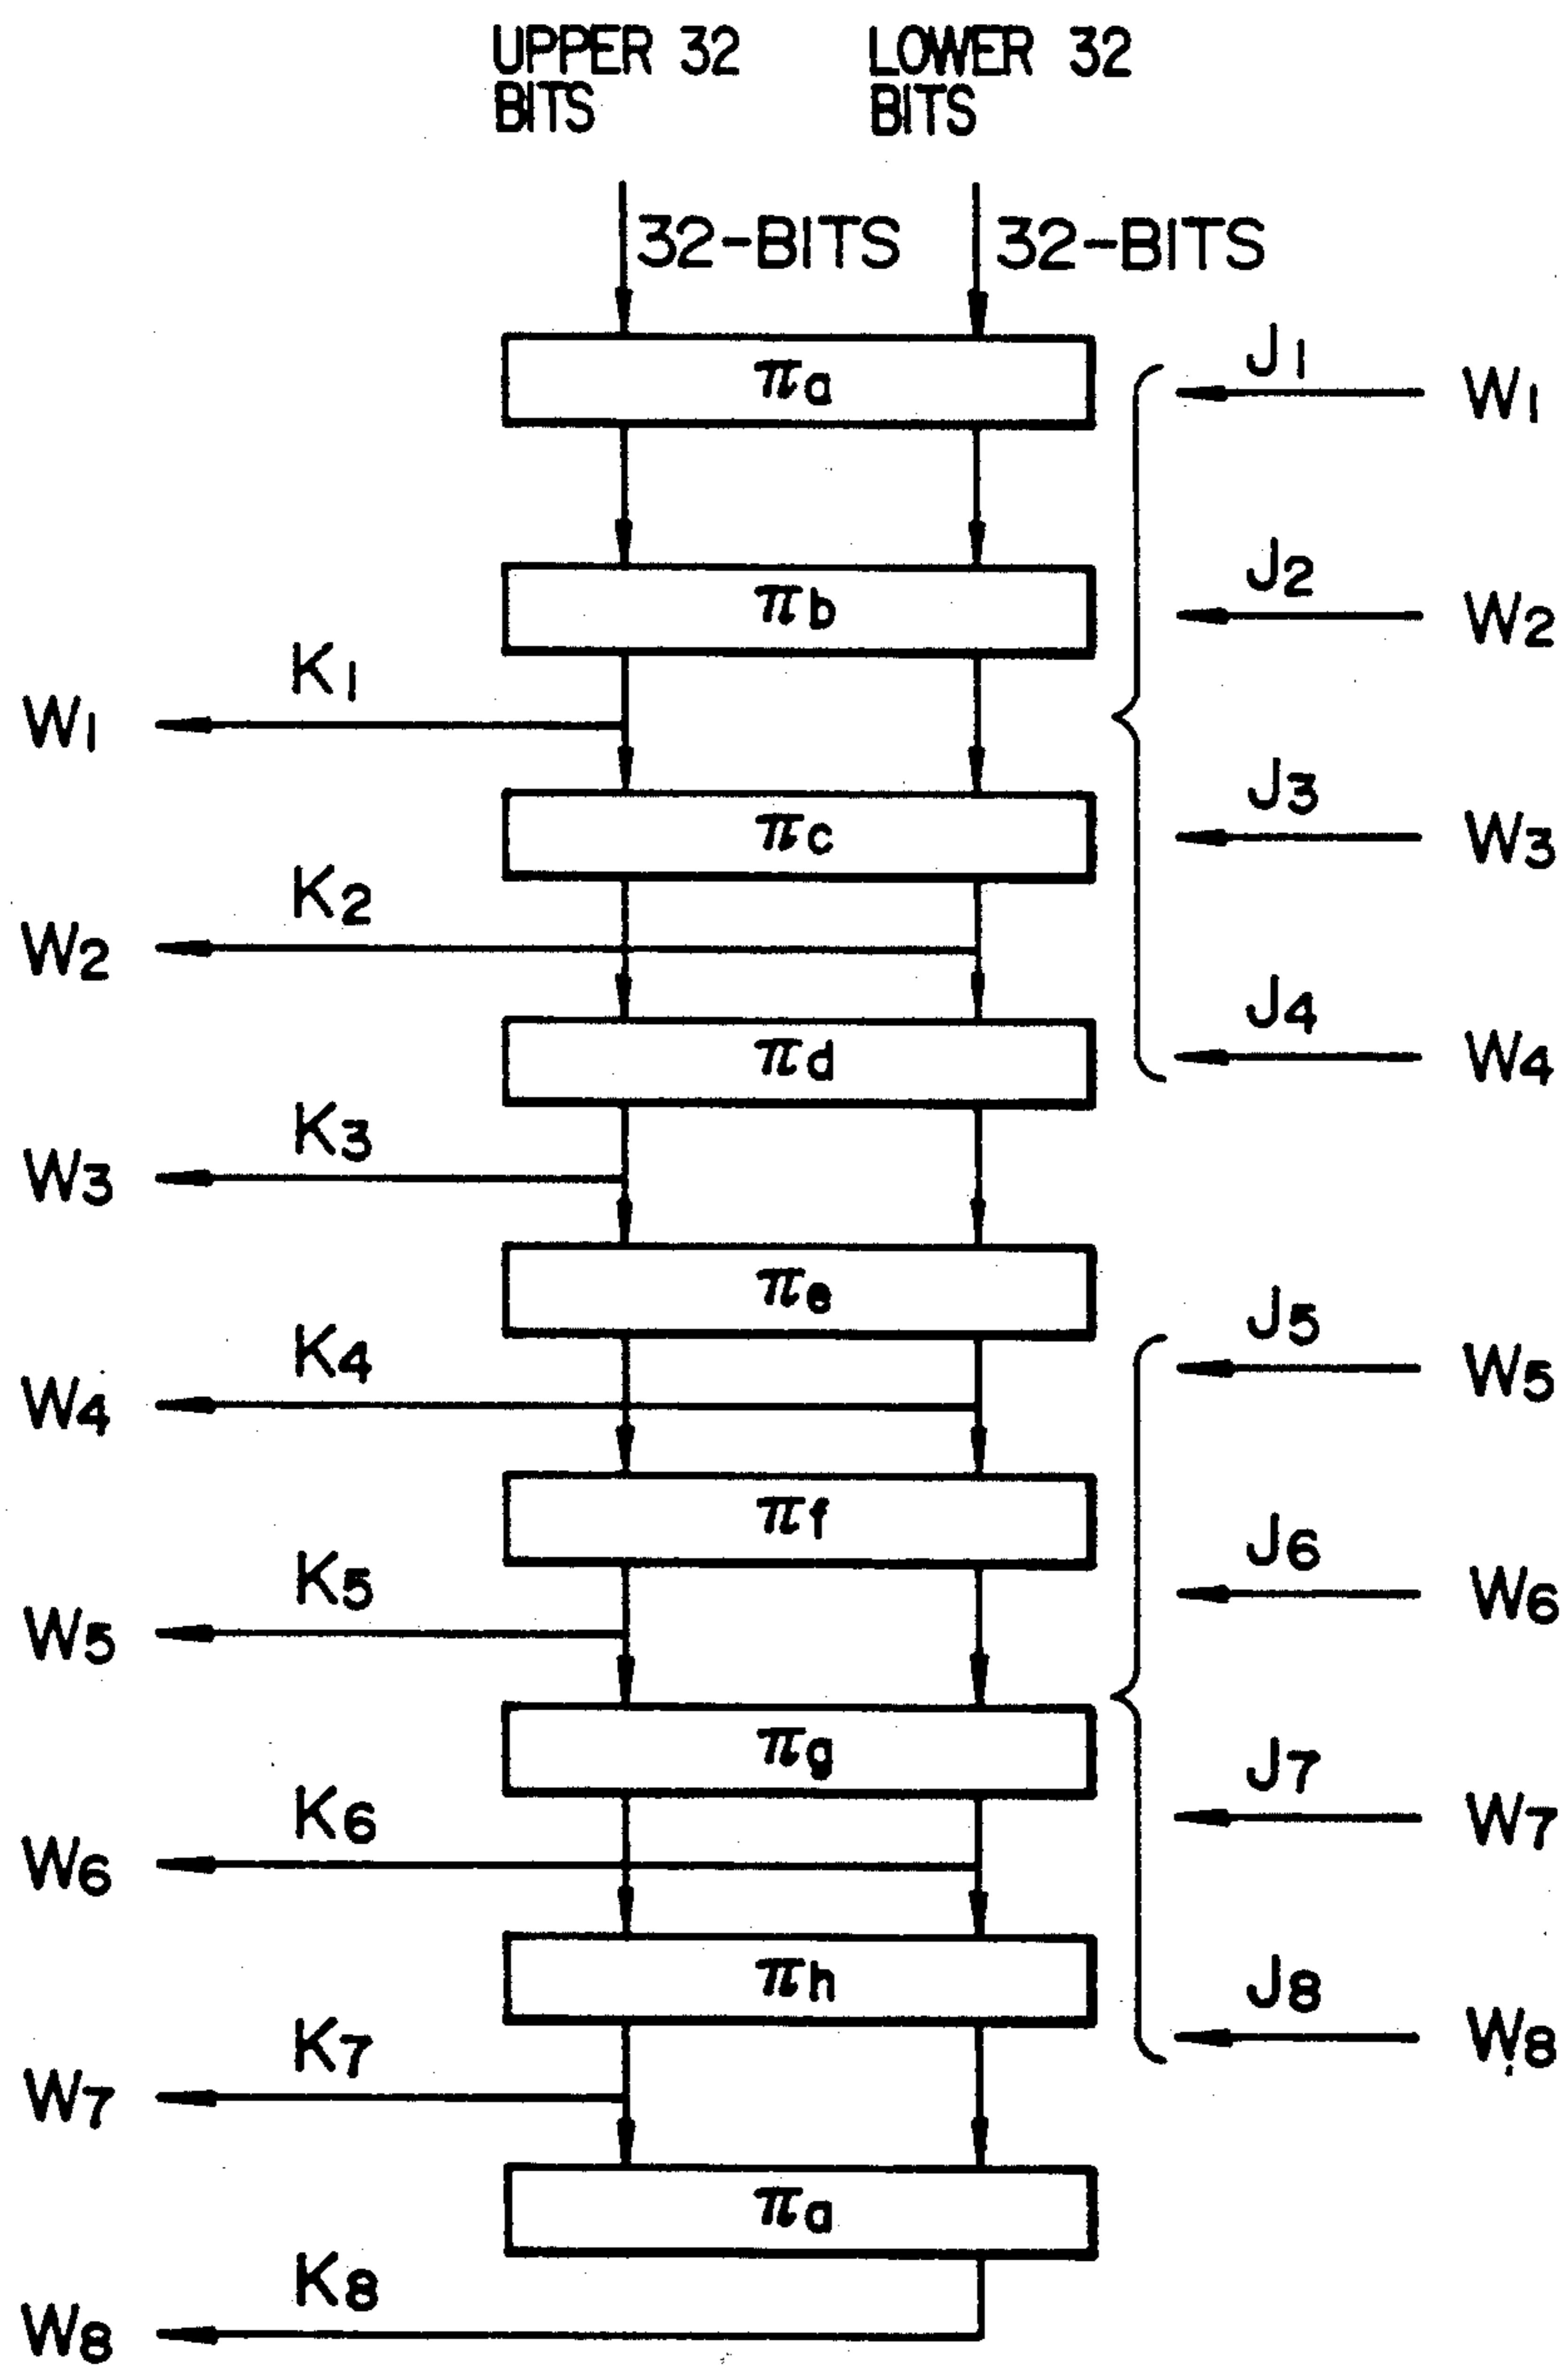 UPPER 32 BITS
LOWER 32 BITS
32-BITS
32-BITS
πa
J1
W1
J2
W2
πb
K1
W1
J3
W3
πc
K2
W2
J4
W4
πd
K3
W3
πe
J5
W5
K4
W4
πf
J6
W6
K5
W5
πg
J7
W7
K6
W6
πh
J8
W8
K7
W7
πa
K8
W8